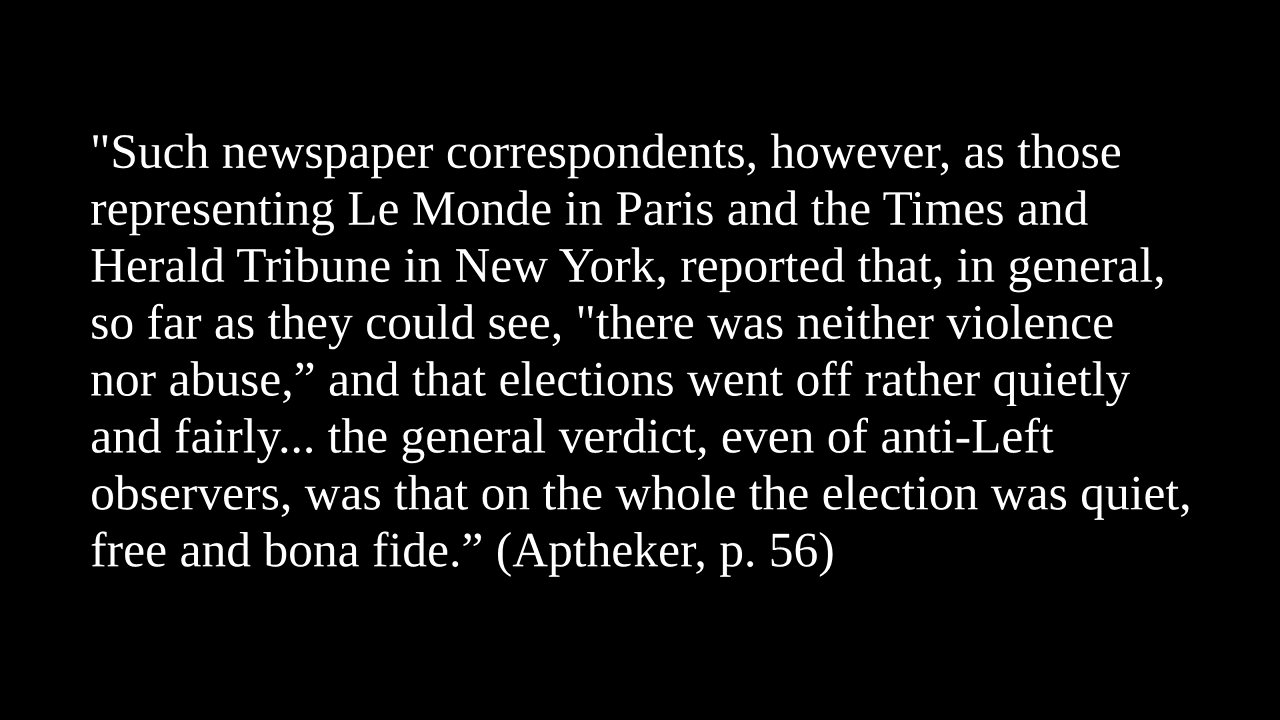 "Such newspaper correspondents, however, as those
representing Le Monde in Paris and the Times and
Herald Tribune in New York, reported that, in general,
so far as they could see, "there was neither violence
nor abuse,” and that elections went off rather quietly
and fairly... the general verdict, even of anti-Left
observers, was that on the whole the election was quiet,
free and bona fide.” (Aptheker, p. 56)